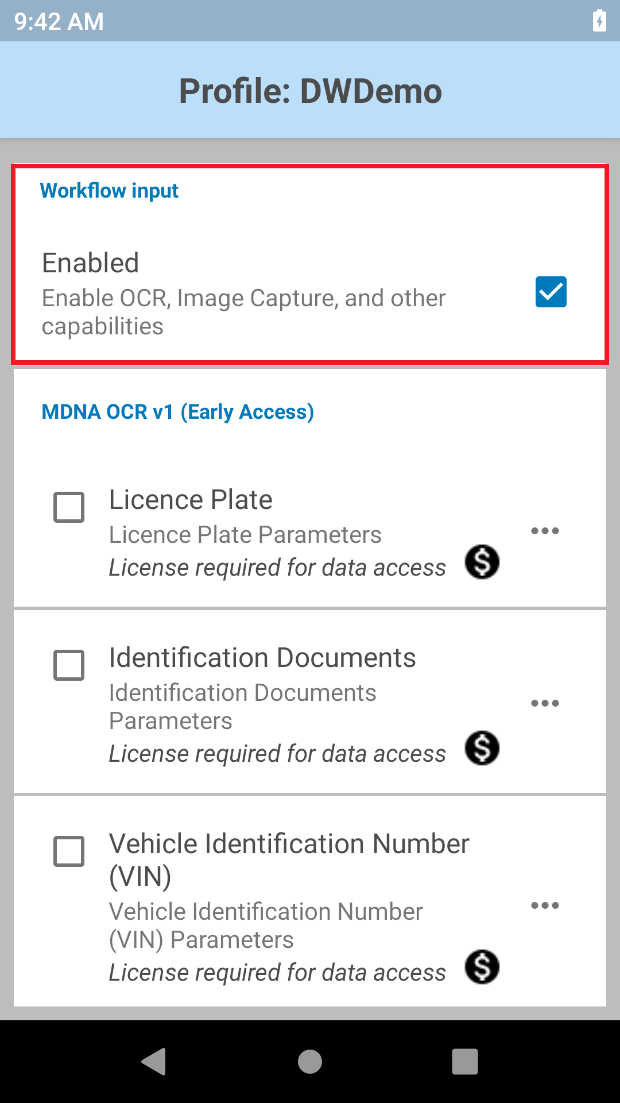 9:42 AM
Profile: DWDemo
Workflow input
Enabled
Enable OCR, Image Capture, and other
capabilities
MDNA OCR v1 (Early Access)
Licence Plate
Licence Plate Parameters
License required for data access
Identification Documents
Identification Documents
Parameters
License required for data access
Vehicle Identification Number
(VIN)
Vehicle Identification Number
(VIN) Parameters
License required for data access